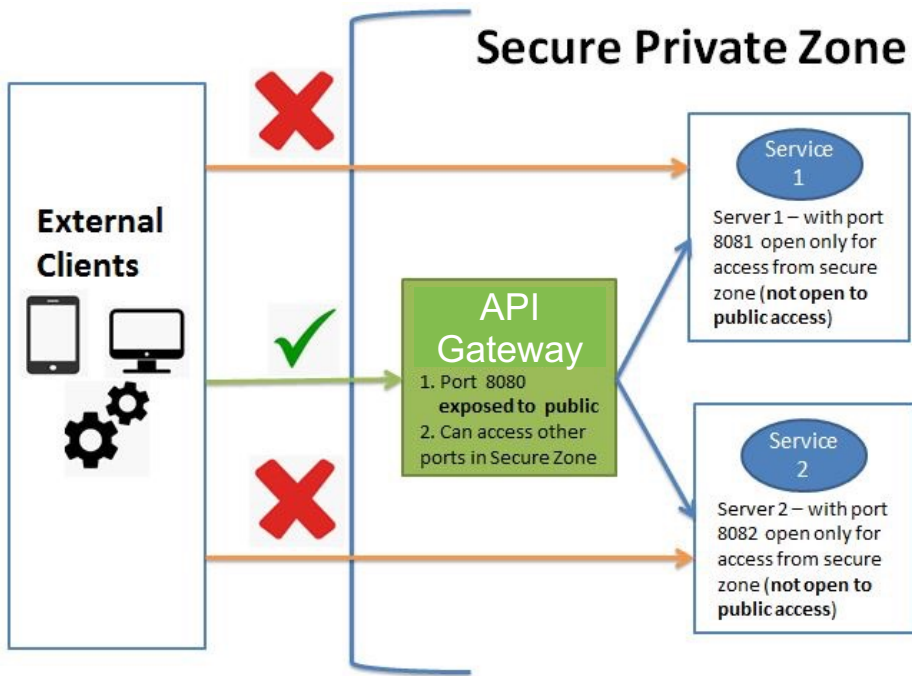 Secure Private Zone
External
Clients
API
Gateway
1. Port 8080
exposed to public
2. Can access other
ports in Secure Zone
Service
1
Server 1 – with port
8081 open only for
access from secure
zone (not open to
public access)
Service
2
Server 2 – with port
8082 open only for
access from secure
zone (not open to
public access)